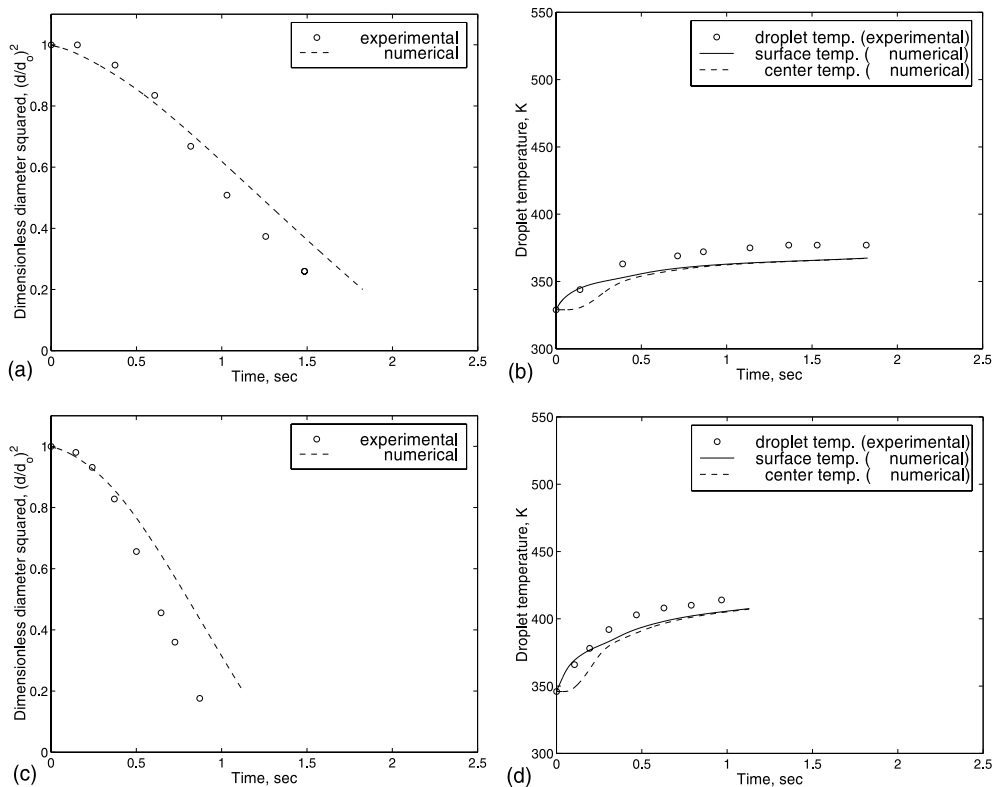 1
0.8
0.6
0.4
0.2
0
0
0.5
1
1.5
2
2.5
Dimensionless diameter squared, (d/d₀)²
Time, sec
experimental
numerical
(a)
550
500
450
400
350
300
0
0.5
1
1.5
2
2.5
Droplet temperature, K
Time, sec
droplet temp. (experimental)
surface temp. ( numerical)
center temp. ( numerical)
(b)
1
0.8
0.6
0.4
0.2
0
0
0.5
1
1.5
2
2.5
Dimensionless diameter squared, (d/d₀)²
Time, sec
experimental
numerical
(c)
550
500
450
400
350
300
0
0.5
1
1.5
2
2.5
Droplet temperature, K
Time, sec
droplet temp. (experimental)
surface temp. ( numerical)
center temp. ( numerical)
(d)